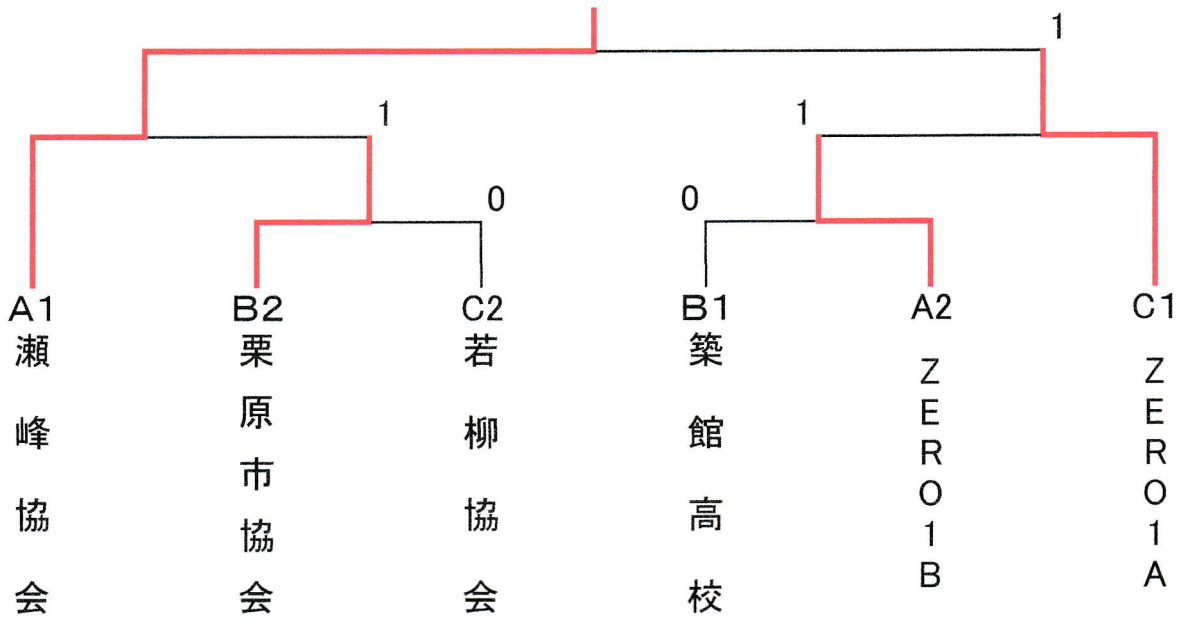 1
1
1
0
0
A1
B2
C2
B1
A2
C1
瀬峰協会
栗原市協会
若柳協会
築館高校
ZERO1B
ZERO1A